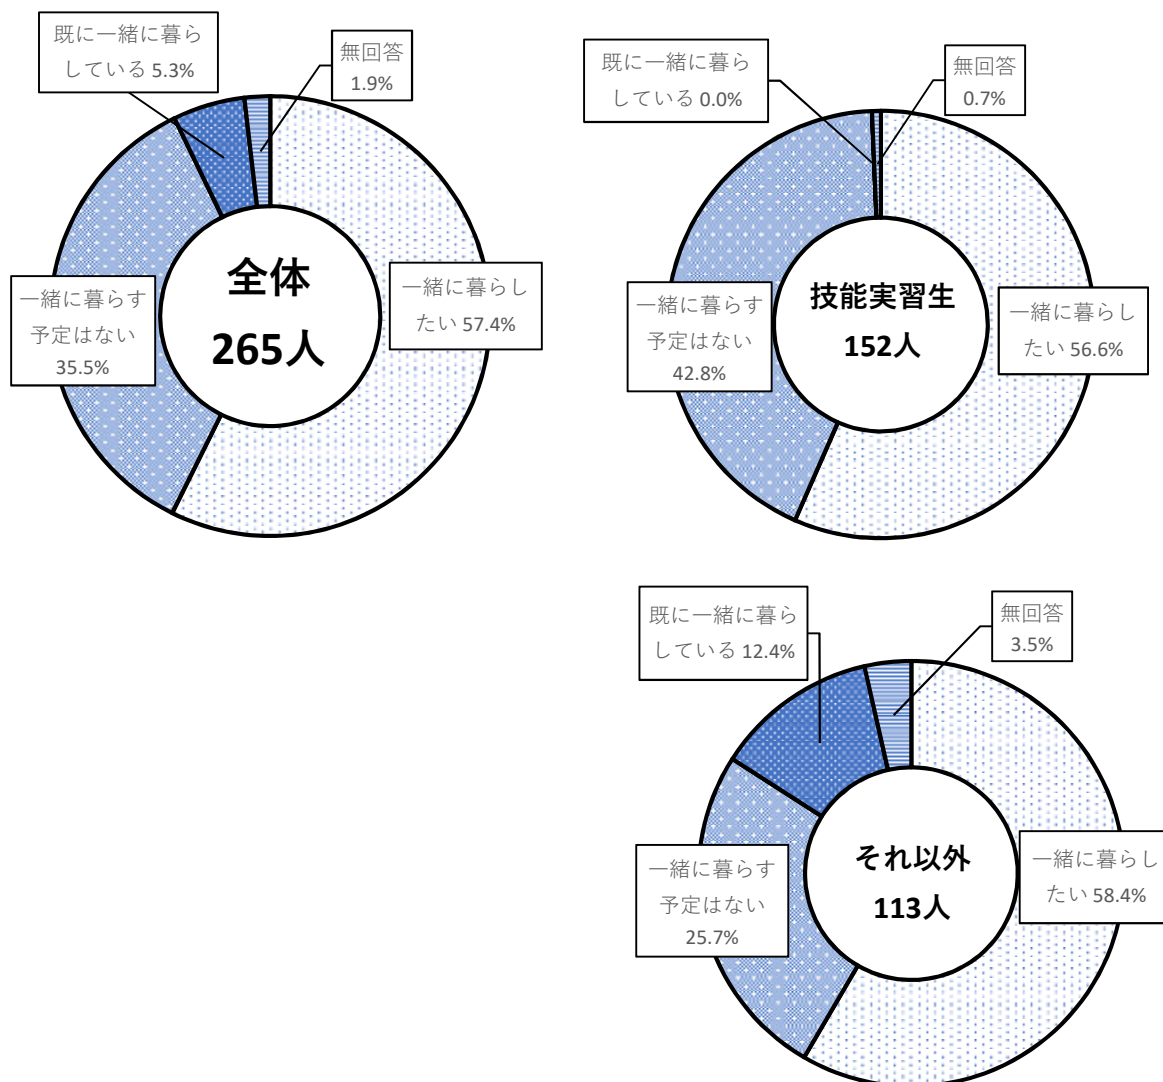 既に一緒に暮ら
している 5.3%
無回答
1.9%
全体
265人
一緒に暮らし
たい 57.4%
一緒に暮らす
予定はない
35.5%
既に一緒に暮ら
している 0.0%
無回答
0.7%
技能実習生
152人
一緒に暮らし
たい 56.6%
一緒に暮らす
予定はない
42.8%
既に一緒に暮ら
している 12.4%
無回答
3.5%
それ以外
113人
一緒に暮らし
たい 58.4%
一緒に暮らす
予定はない
25.7%